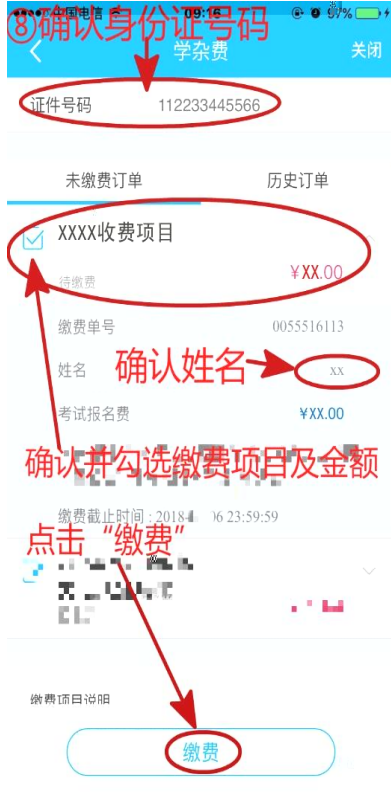 中国电信 09:16 97%
⑧确认身份证号码
学杂费 关闭
证件号码 112233445566
未缴费订单 历史订单
XXXX收费项目
待缴费 ¥XX.00
缴费单号 0055516113
姓名 确认姓名 xx
考试报名费 ¥XX.00
确认并勾选缴费项目及金额
缴费截止时间 : 2018- 06 23:59:59
点击“缴费”
缴费项目说明
缴费